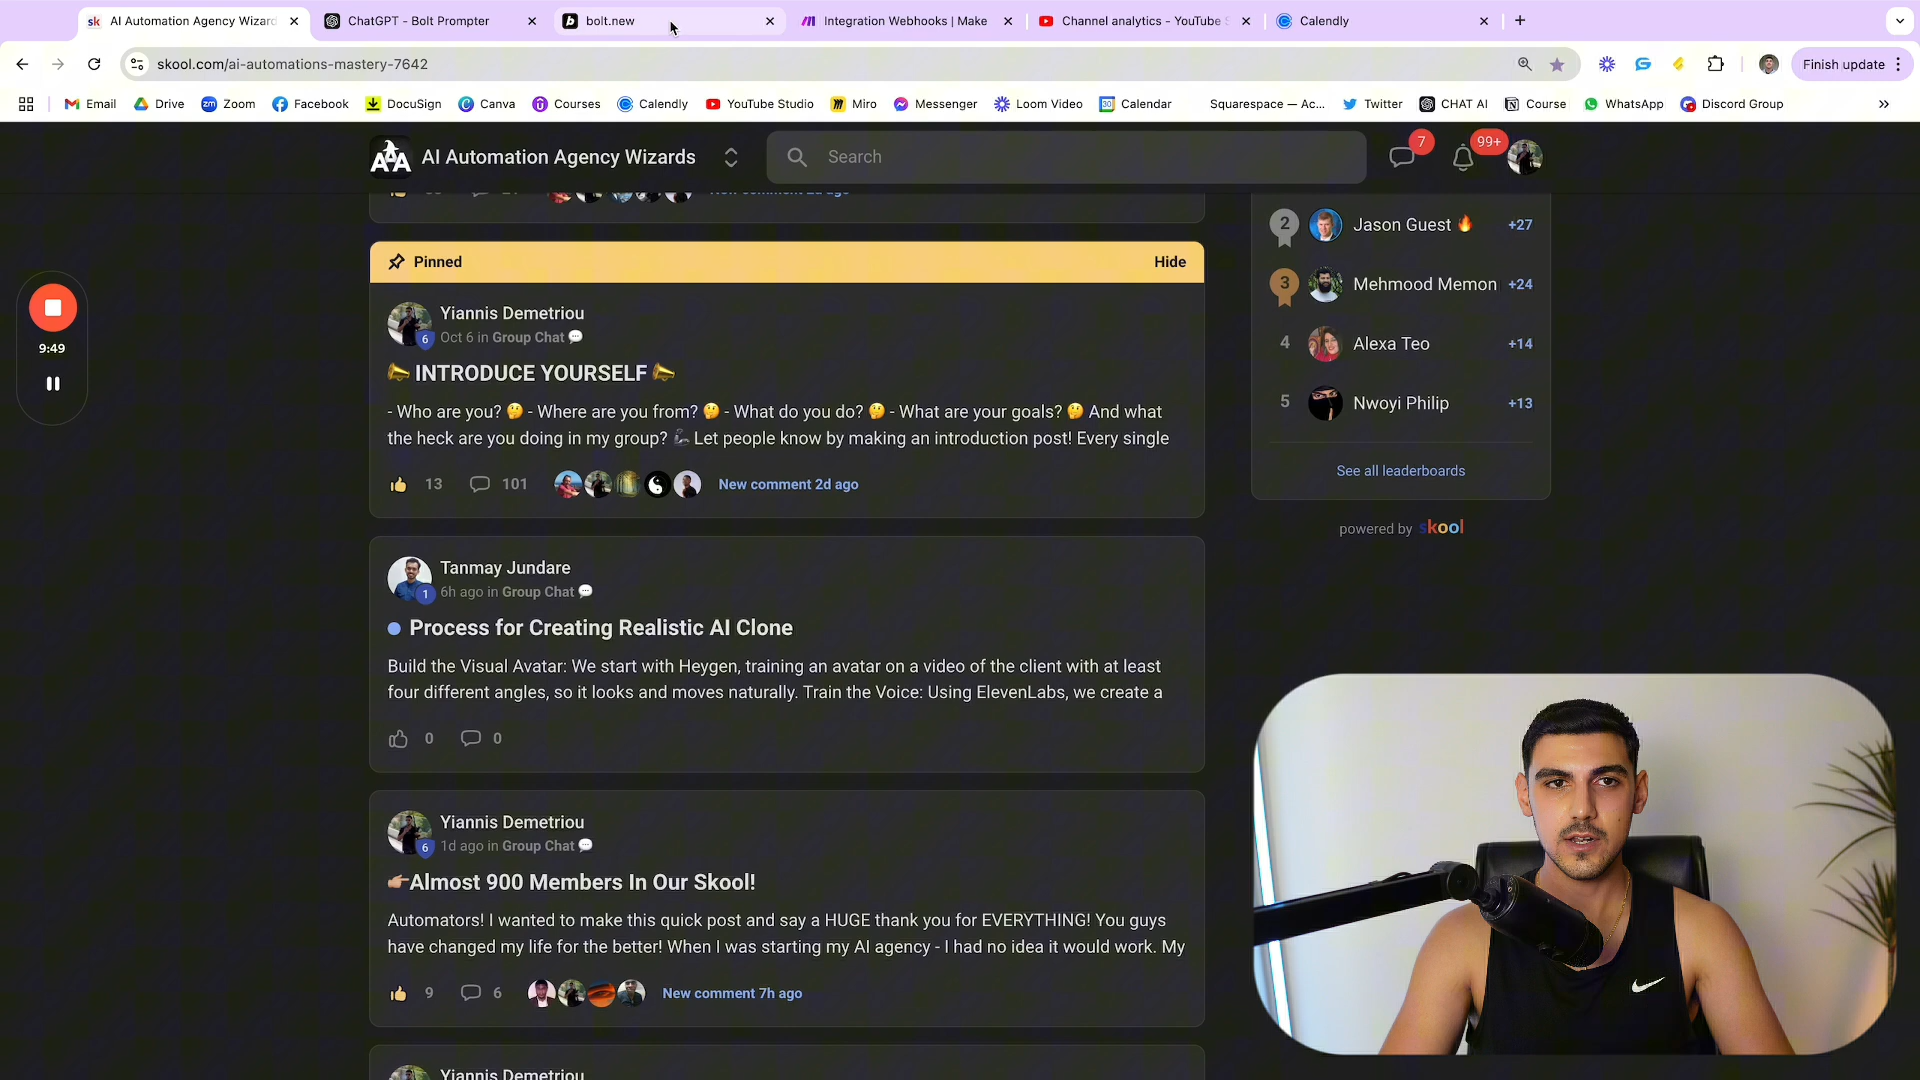 sk AI Automation Agency Wizard
ChatGPT - Bolt Prompter
bolt.new
Integration Webhooks | Make
Channel analytics - YouTube S
Calendly
skool.com/ai-automations-mastery-7642
Finish update
Email
Drive
Zoom
Facebook
DocuSign
Canva
Courses
Calendly
YouTube Studio
Miro
Messenger
Loom Video
Calendar
Squarespace — Ac...
Twitter
CHAT AI
Course
WhatsApp
Discord Group
AAA
AI Automation Agency Wizards
Search
7
99+
2 Jason Guest 🔥 +27
3 Mehmood Memon +24
4 Alexa Teo +14
5 Nwoyi Philip +13
See all leaderboards
powered by skool
9:49
Pinned
Hide
Yiannis Demetriou
6
Oct 6 in Group Chat 💬
📣 INTRODUCE YOURSELF 📣
- Who are you? 🤔 - Where are you from? 🤔 - What do you do? 🤔 - What are your goals? 🤔 And what
the heck are you doing in my group? 🦾 Let people know by making an introduction post! Every single
13 101 New comment 2d ago
Tanmay Jundare
1
6h ago in Group Chat 💬
Process for Creating Realistic AI Clone
Build the Visual Avatar: We start with Heygen, training an avatar on a video of the client with at least
four different angles, so it looks and moves naturally. Train the Voice: Using ElevenLabs, we create a
0 0
Yiannis Demetriou
6
1d ago in Group Chat 💬
👉🏼Almost 900 Members In Our Skool!
Automators! I wanted to make this quick post and say a HUGE thank you for EVERYTHING! You guys
have changed my life for the better! When I was starting my AI agency - I had no idea it would work. My
9 6 New comment 7h ago
Yiannis Demetriou